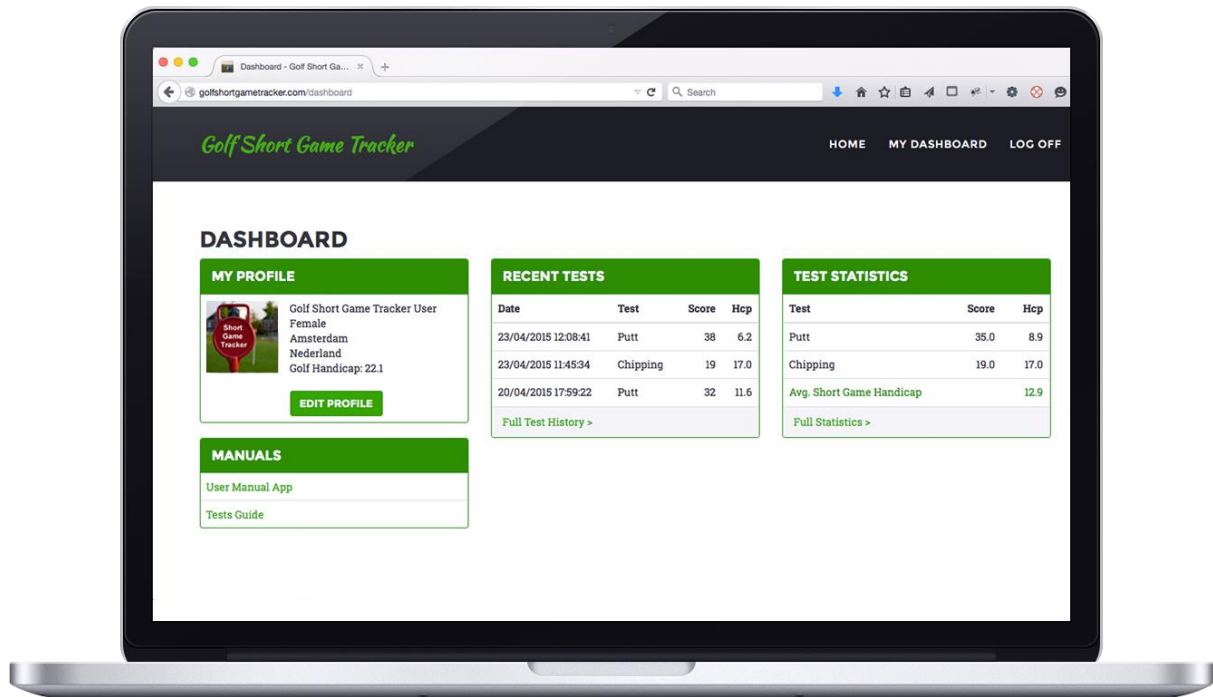 Dashboard - Golf Short Ga...
golfshortgametracker.com/dashboard
Search
Golf Short Game Tracker
HOME MY DASHBOARD LOG OFF
DASHBOARD
MY PROFILE
Short
Game
Tracker
Golf Short Game Tracker User
Female
Amsterdam
Nederland
Golf Handicap: 22.1
EDIT PROFILE
MANUALS
User Manual App
Tests Guide
RECENT TESTS
Date Test Score Hcp
23/04/2015 12:08:41 Putt 38 6.2
23/04/2015 11:45:34 Chipping 19 17.0
20/04/2015 17:59:22 Putt 32 11.6
Full Test History >
TEST STATISTICS
Test Score Hcp
Putt 35.0 8.9
Chipping 19.0 17.0
Avg. Short Game Handicap 12.9
Full Statistics >